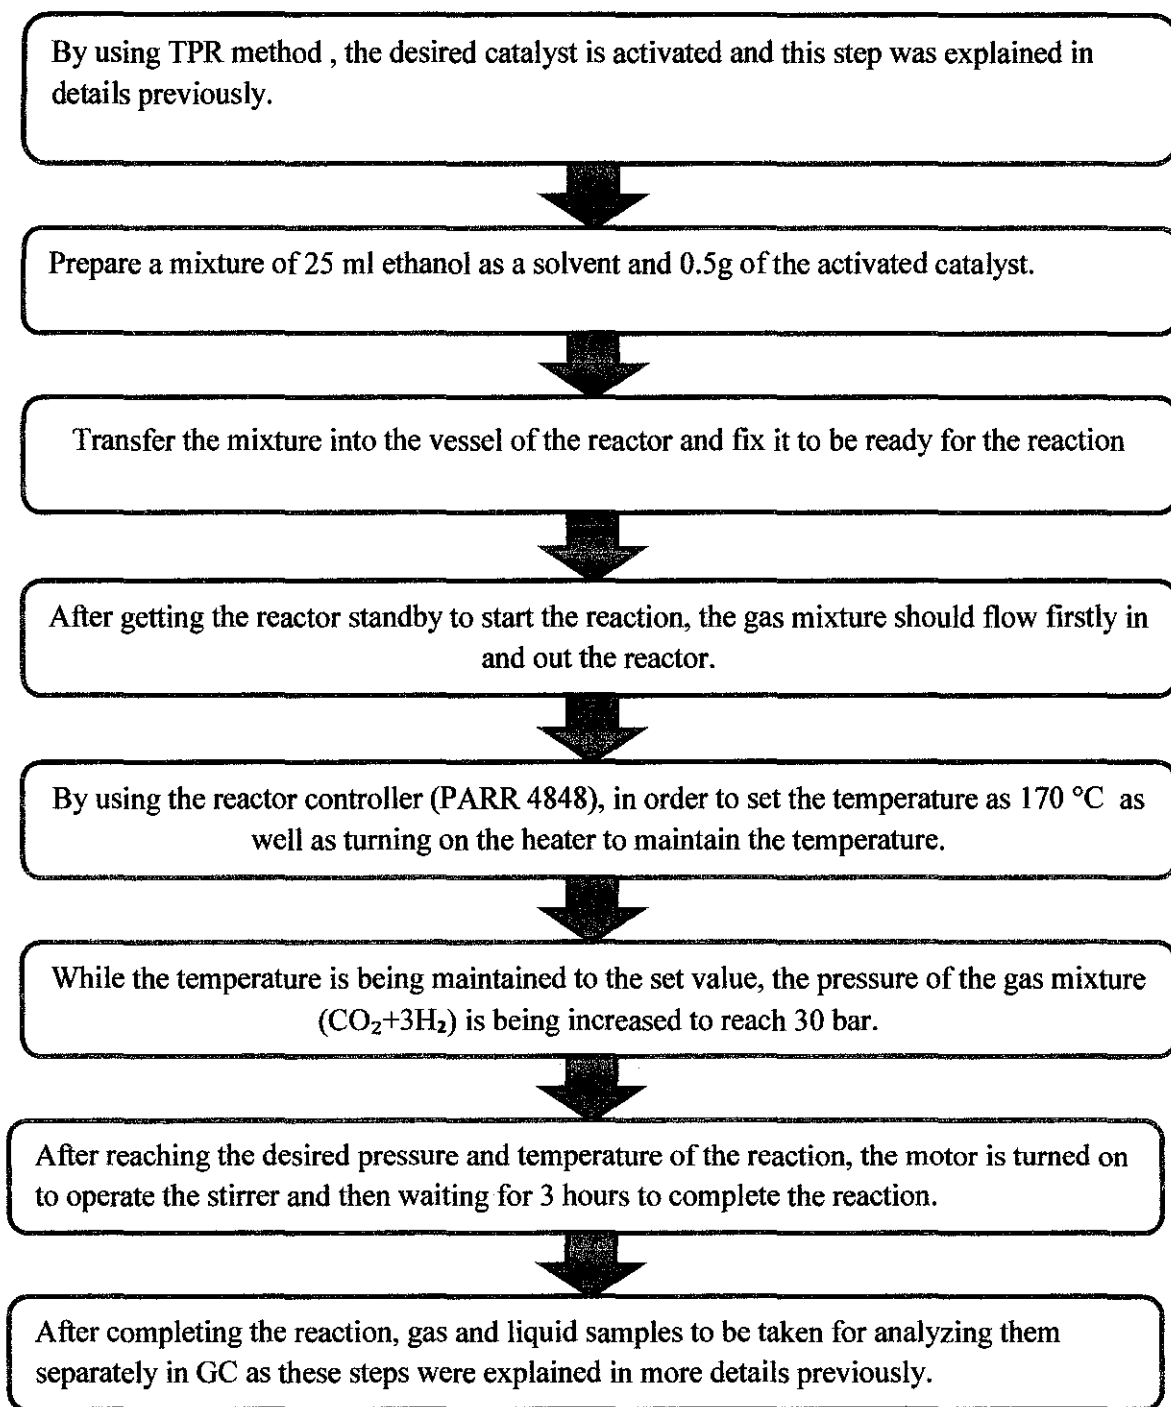 By using TPR method , the desired catalyst is activated and this step was explained in
details previously.
Prepare a mixture of 25 ml ethanol as a solvent and 0.5g of the activated catalyst.
Transfer the mixture into the vessel of the reactor and fix it to be ready for the reaction
After getting the reactor standby to start the reaction, the gas mixture should flow firstly in
and out the reactor.
By using the reactor controller (PARR 4848), in order to set the temperature as 170 °C as
well as turning on the heater to maintain the temperature.
While the temperature is being maintained to the set value, the pressure of the gas mixture
(CO₂+3H₂) is being increased to reach 30 bar.
After reaching the desired pressure and temperature of the reaction, the motor is turned on
to operate the stirrer and then waiting for 3 hours to complete the reaction.
After completing the reaction, gas and liquid samples to be taken for analyzing them
separately in GC as these steps were explained in more details previously.